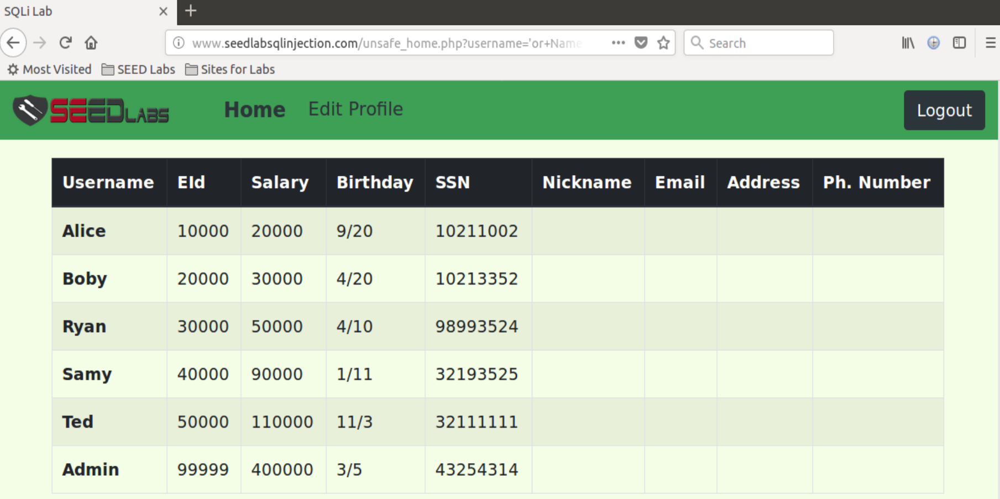 SQLi Lab
www.seedlabsqlinjection.com/unsafe_home.php?username='or+Name
Search
Most Visited SEED Labs Sites for Labs
SEEDLABS Home Edit Profile Logout
Username EId Salary Birthday SSN Nickname Email Address Ph. Number
Alice 10000 20000 9/20 10211002
Boby 20000 30000 4/20 10213352
Ryan 30000 50000 4/10 98993524
Samy 40000 90000 1/11 32193525
Ted 50000 110000 11/3 32111111
Admin 99999 400000 3/5 43254314